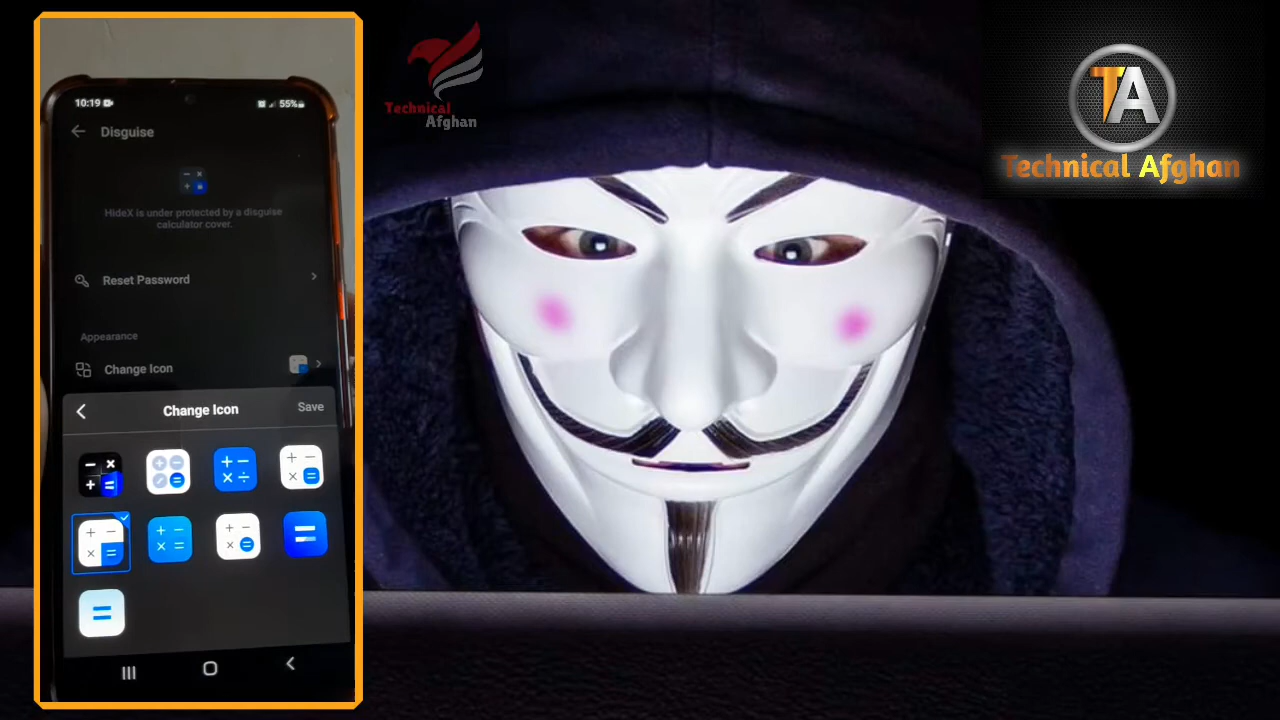 10:19
55%
Disguise
HideX is under protected by a disguise
calculator cover.
Reset Password
Appearance
Change Icon
Change Icon
Save
Technical
Afghan
TA
Technical Afghan